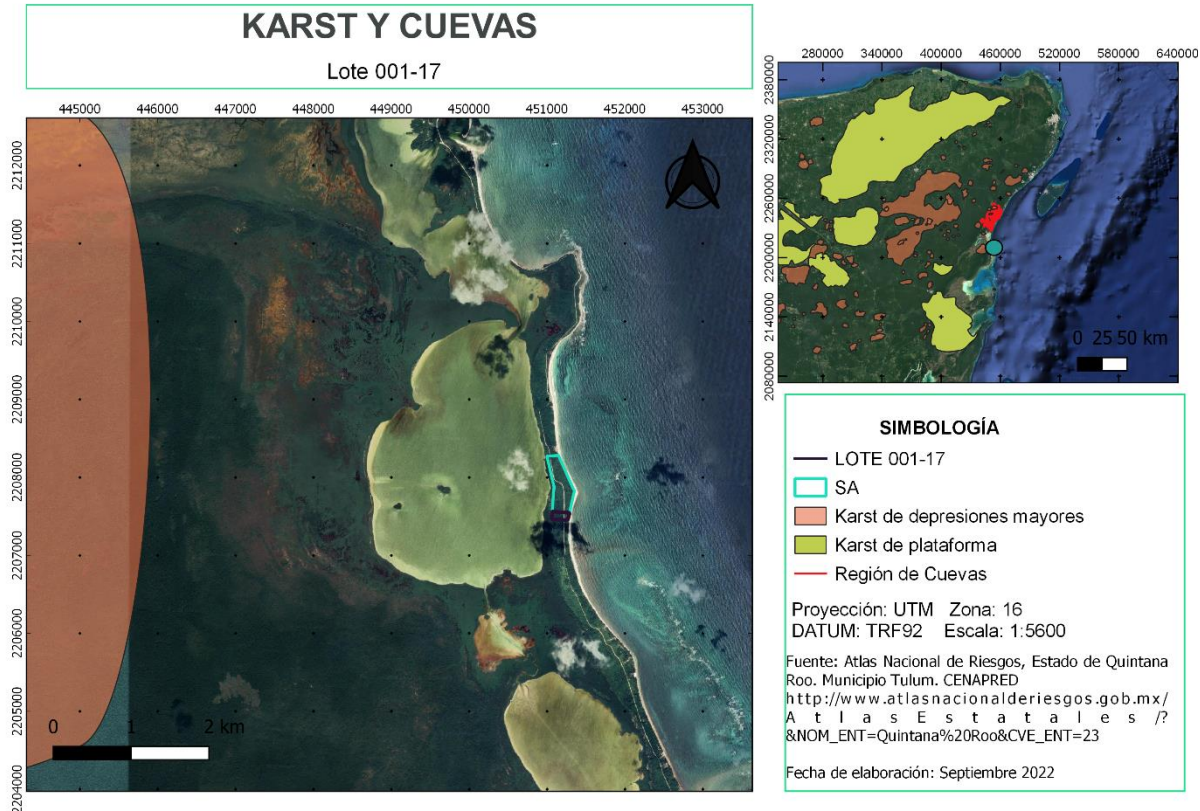 KARST Y CUEVAS
Lote 001-17
445000 446000 447000 448000 449000 450000 451000 452000 453000
2212000
2211000
2210000
2209000
2208000
2207000
2206000
2205000
2204000
0 1 2 km
280000 340000 400000 460000 520000 580000 640000
2380000
2320000
2260000
2200000
2140000
2080000
0 25 50 km
SIMBOLOGÍA
LOTE 001-17
SA
Karst de depresiones mayores
Karst de plataforma
Región de Cuevas
Proyección: UTM Zona: 16
DATUM: TRF92 Escala: 1:5600
Fuente: Atlas Nacional de Riesgos, Estado de Quintana
Roo. Municipio Tulum. CENAPRED
http://www.atlasnacionalderiesgos.gob.mx/
AtlasEstatales/?
&NOM_ENT=Quintana%20Roo&CVE_ENT=23
Fecha de elaboración: Septiembre 2022